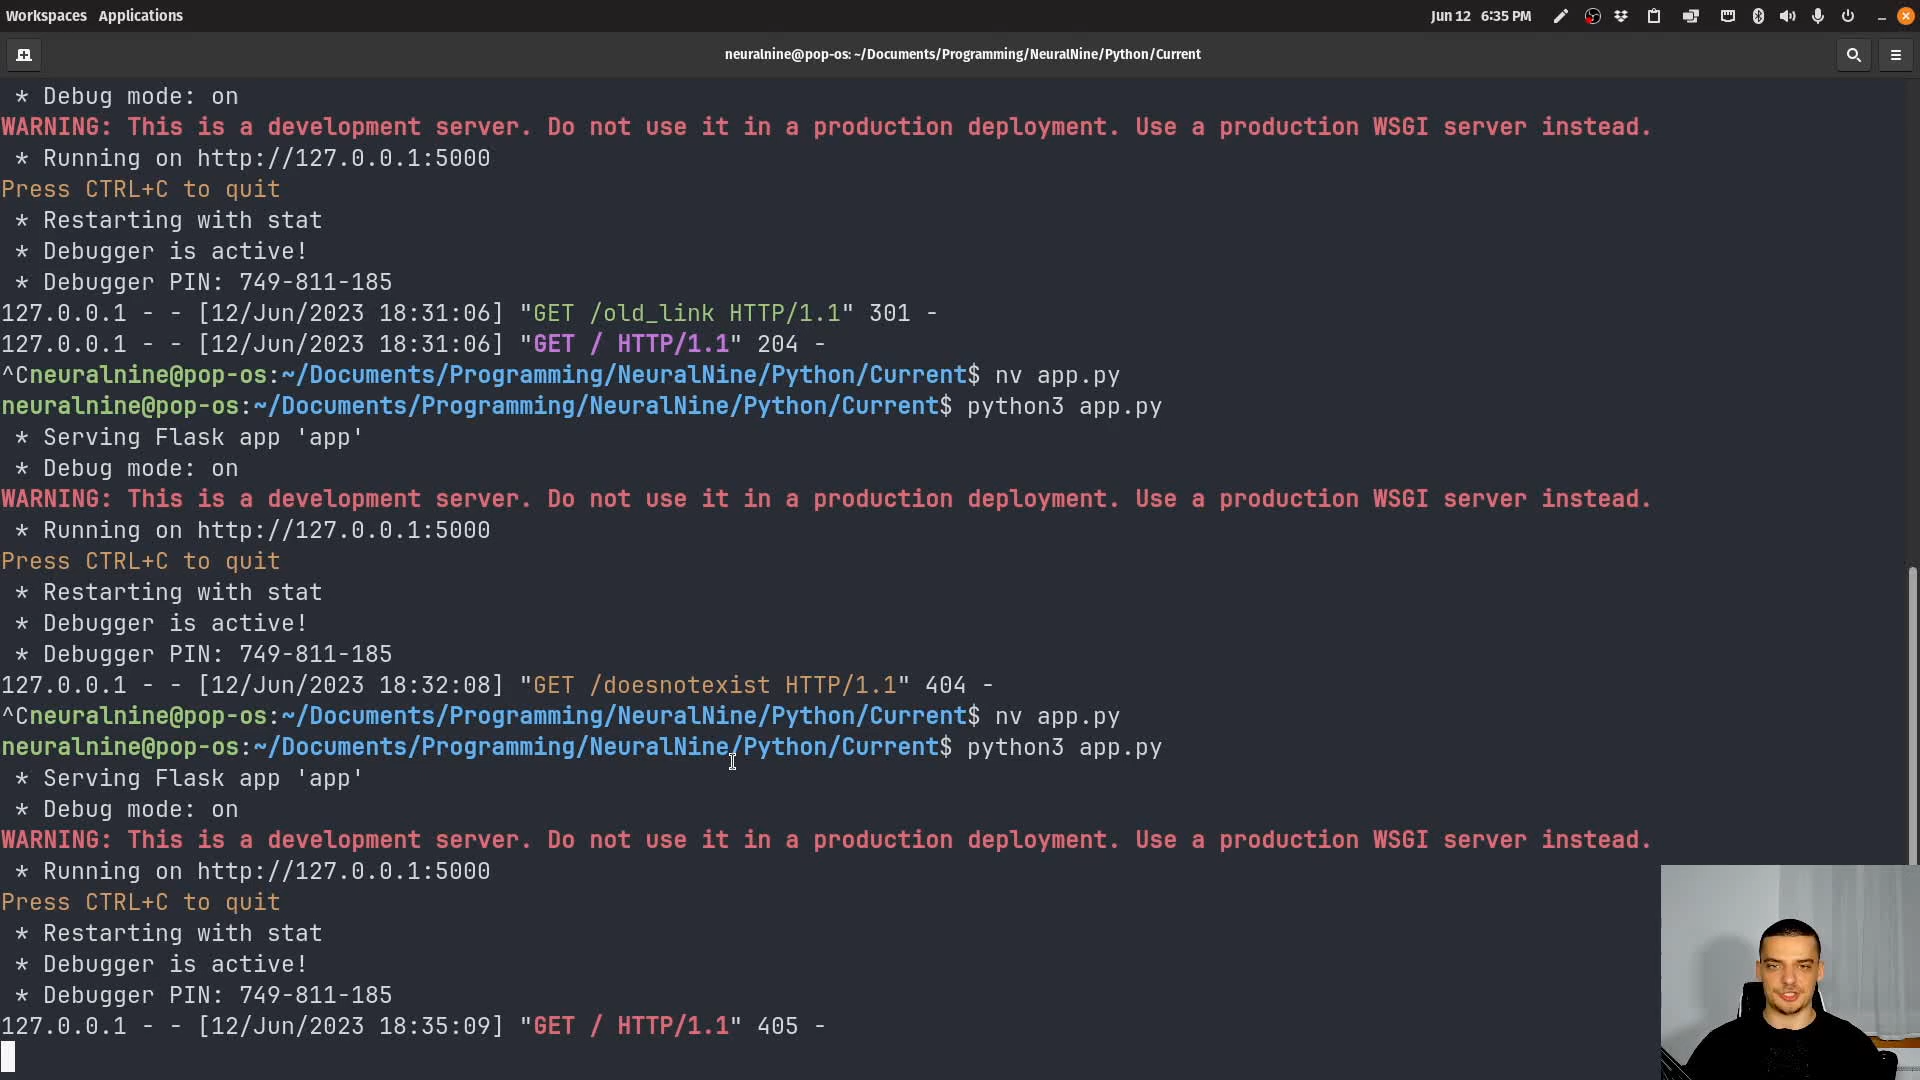 Workspaces Applications
Jun 12 6:35 PM
neuralnine@pop-os: ~/Documents/Programming/NeuralNine/Python/Current
* Debug mode: on
WARNING: This is a development server. Do not use it in a production deployment. Use a production WSGI server instead.
* Running on http://127.0.0.1:5000
Press CTRL+C to quit
* Restarting with stat
* Debugger is active!
* Debugger PIN: 749-811-185
127.0.0.1 - - [12/Jun/2023 18:31:06] "GET /old_link HTTP/1.1" 301 -
127.0.0.1 - - [12/Jun/2023 18:31:06] "GET / HTTP/1.1" 204 -
^Cneuralnine@pop-os:~/Documents/Programming/NeuralNine/Python/Current$ nv app.py
neuralnine@pop-os:~/Documents/Programming/NeuralNine/Python/Current$ python3 app.py
* Serving Flask app 'app'
* Debug mode: on
WARNING: This is a development server. Do not use it in a production deployment. Use a production WSGI server instead.
* Running on http://127.0.0.1:5000
Press CTRL+C to quit
* Restarting with stat
* Debugger is active!
* Debugger PIN: 749-811-185
127.0.0.1 - - [12/Jun/2023 18:32:08] "GET /doesnotexist HTTP/1.1" 404 -
^Cneuralnine@pop-os:~/Documents/Programming/NeuralNine/Python/Current$ nv app.py
neuralnine@pop-os:~/Documents/Programming/NeuralNine/Python/Current$ python3 app.py
* Serving Flask app 'app'
* Debug mode: on
WARNING: This is a development server. Do not use it in a production deployment. Use a production WSGI server instead.
* Running on http://127.0.0.1:5000
Press CTRL+C to quit
* Restarting with stat
* Debugger is active!
* Debugger PIN: 749-811-185
127.0.0.1 - - [12/Jun/2023 18:35:09] "GET / HTTP/1.1" 405 -